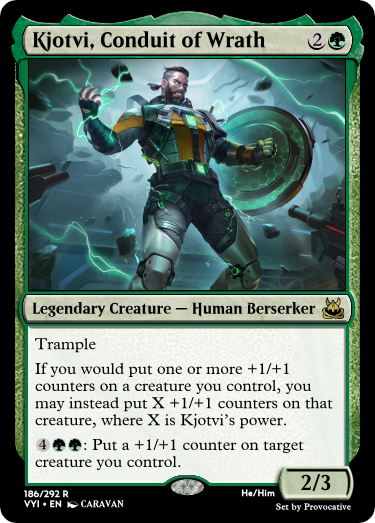 Kjotvi, Conduit of Wrath 2
Legendary Creature — Human Berserker
Trample
If you would put one or more +1/+1
counters on a creature you control, you
may instead put X +1/+1 counters on that
creature, where X is Kjotvi's power.
4: Put a +1/+1 counter on target
creature you control.
2/3
186/292 R
VYI • EN CARAVAN
He/Him
Set by Provocative